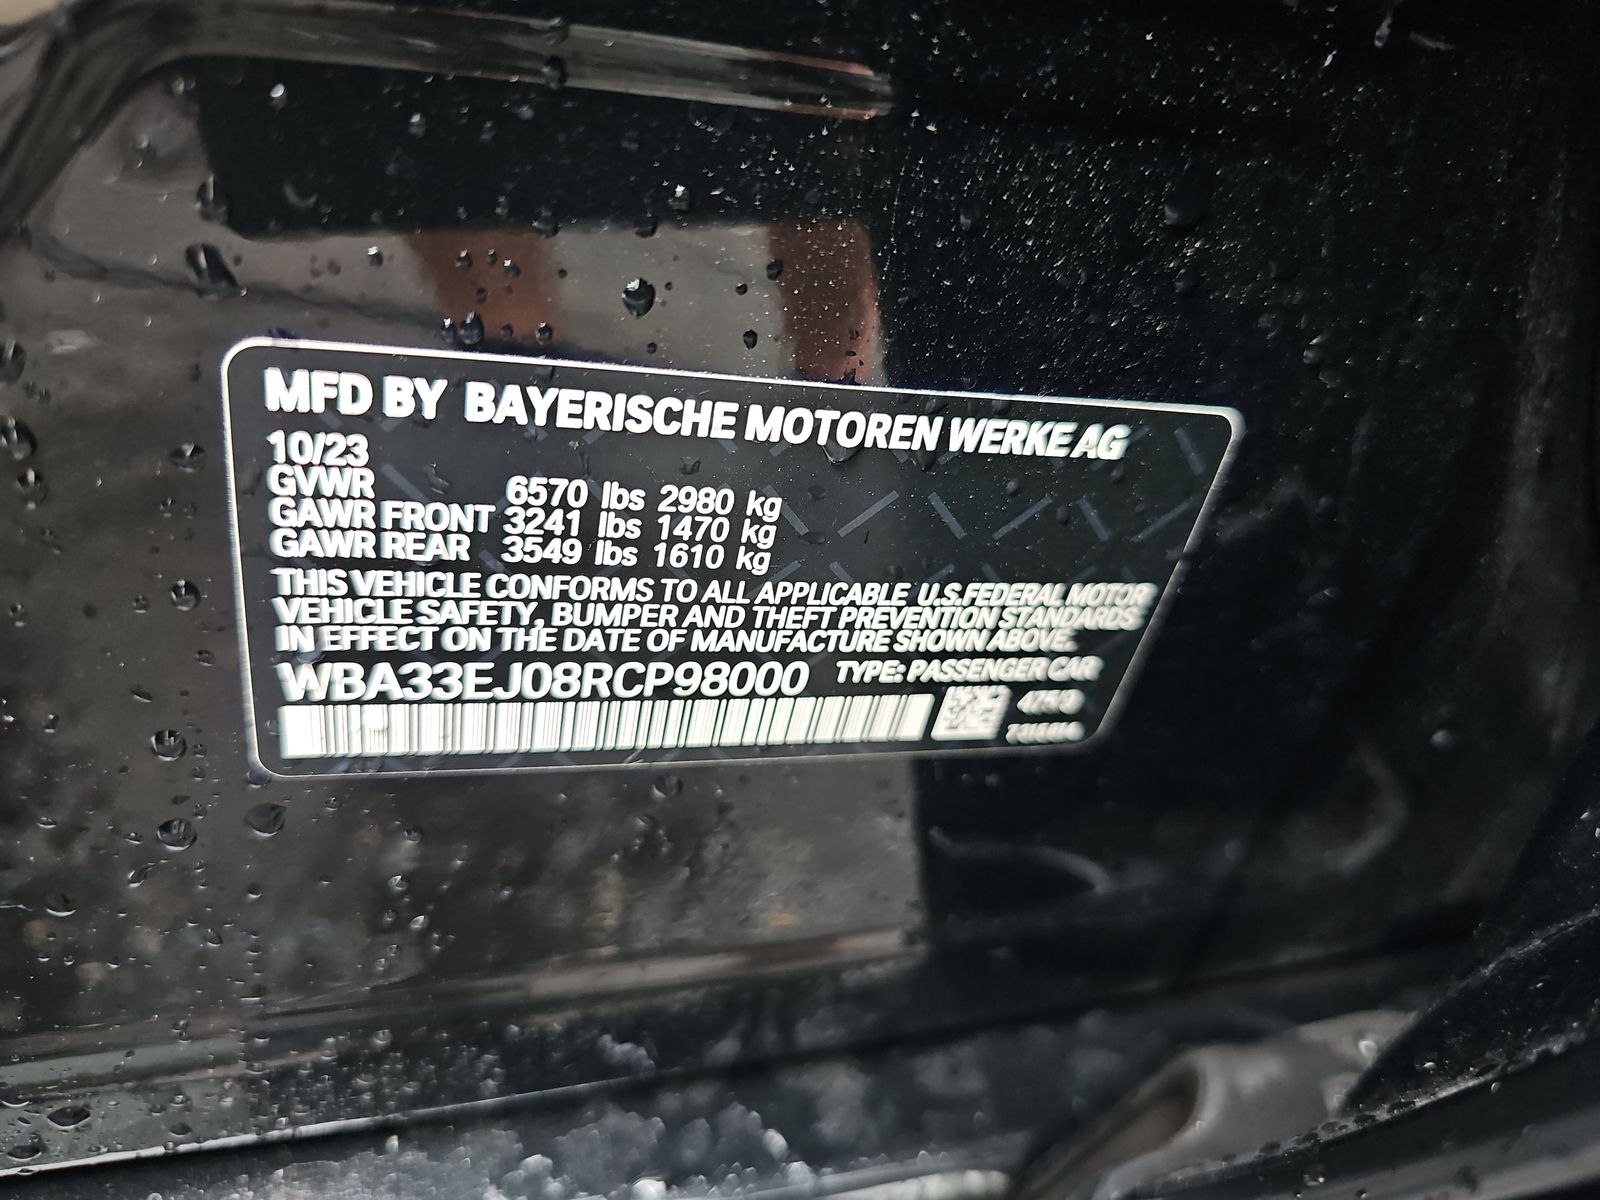 MFD BY BAYERISCHE MOTOREN WERKE AG
10/23
GVWR 6570 lbs 2980 kg
GAWR FRONT 3241 lbs 1470 kg
GAWR REAR 3549 lbs 1610 kg
THIS VEHICLE CONFORMS TO ALL APPLICABLE U.S.FEDERAL MOTOR
VEHICLE SAFETY, BUMPER AND THEFT PREVENTION STANDARDS
IN EFFECT ON THE DATE OF MANUFACTURE SHOWN ABOVE.
WBA33EJ08RCP98000 TYPE: PASSENGER CAR